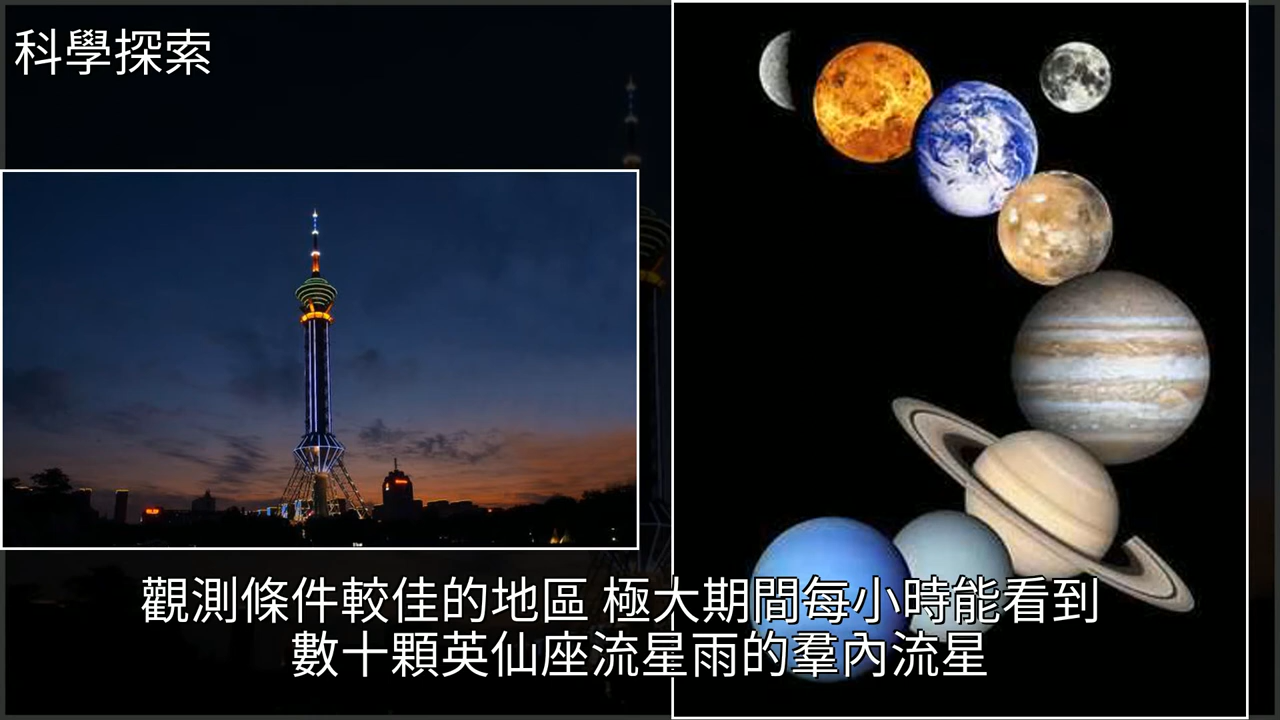 科學探索
觀測條件較佳的地區 極大期間每小時能看到
數十顆英仙座流星雨的羣內流星